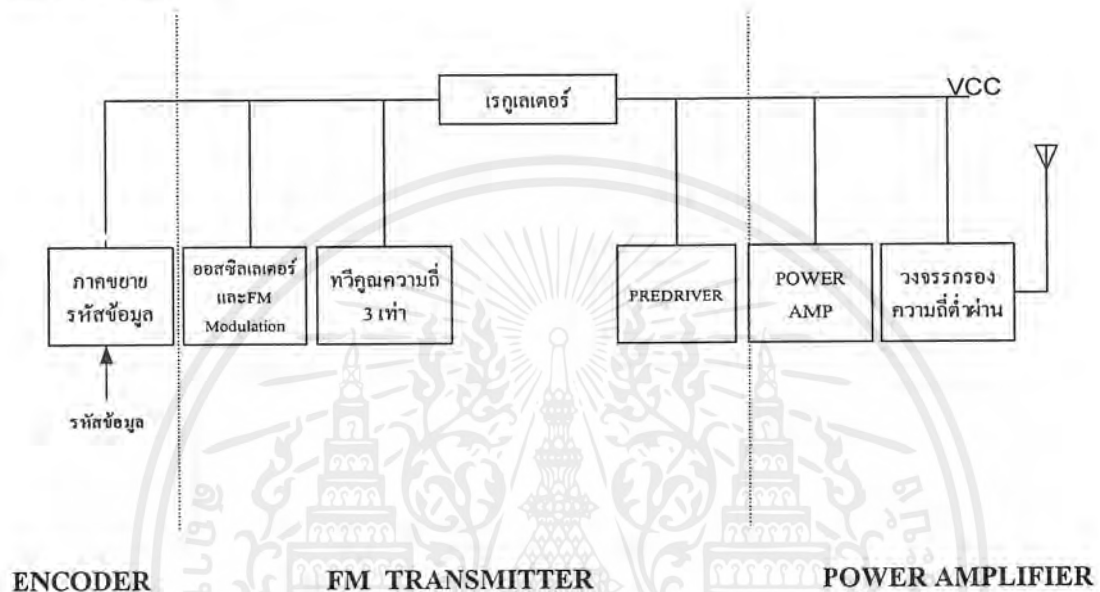 เรกูเลเตอร์
VCC
ภาคขยาย
รหัสข้อมูล
ออสซิลเลเตอร์
และFM
Modulation
ทวีคูณความถี่
3 เท่า
PREDRIVER
POWER
AMP
วงจรรกรอง
ความถี่ต่ำผ่าน
รหัสข้อมูล
ENCODER
FM TRANSMITTER
POWER AMPLIFIER